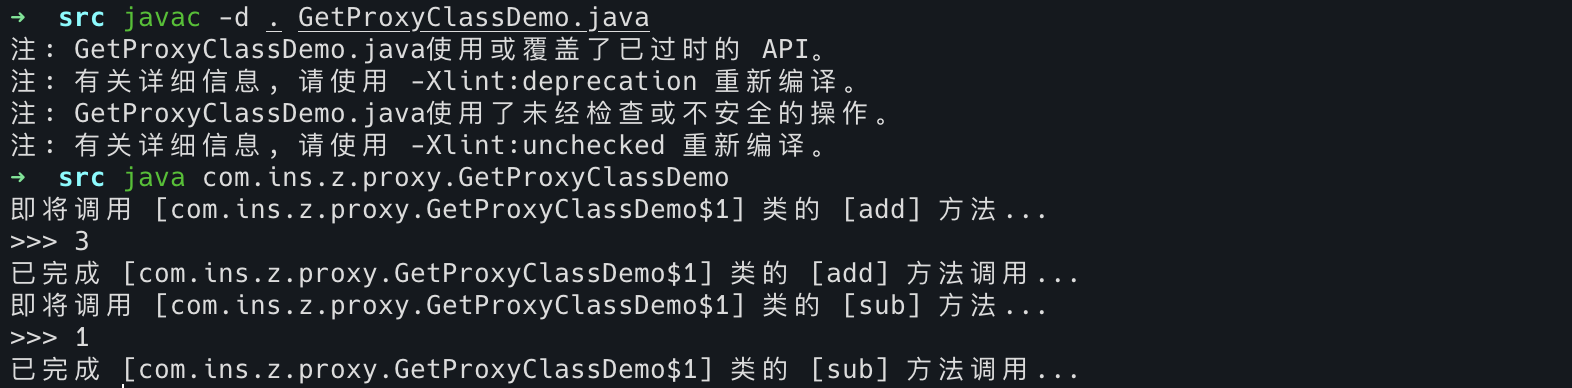 ➜  src javac -d . GetProxyClassDemo.java
注: GetProxyClassDemo.java使用或覆盖了已过时的 API。
注: 有关详细信息, 请使用 -Xlint:deprecation 重新编译。
注: GetProxyClassDemo.java使用了未经检查或不安全的操作。
注: 有关详细信息, 请使用 -Xlint:unchecked 重新编译。
➜  src java com.ins.z.proxy.GetProxyClassDemo
即将调用 [com.ins.z.proxy.GetProxyClassDemo$1] 类的 [add] 方法...
>>> 3
已完成 [com.ins.z.proxy.GetProxyClassDemo$1] 类的 [add] 方法调用...
即将调用 [com.ins.z.proxy.GetProxyClassDemo$1] 类的 [sub] 方法...
>>> 1
已完成 [com.ins.z.proxy.GetProxyClassDemo$1] 类的 [sub] 方法调用...